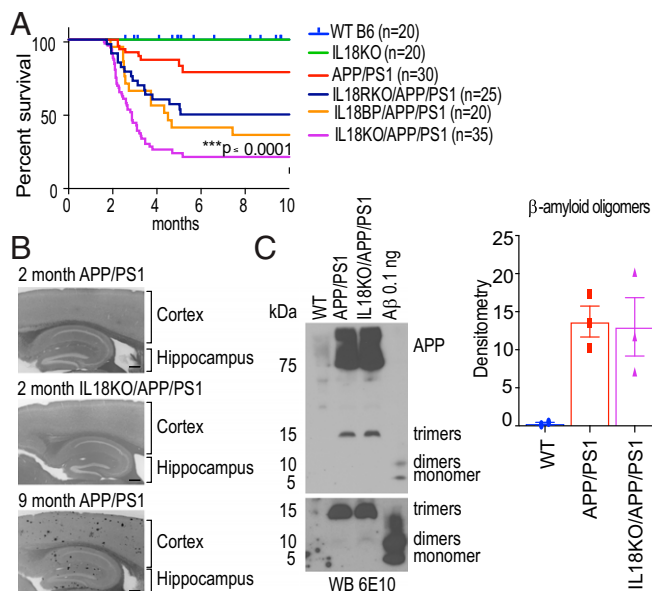 A
Percent survival
100
50
0
0 2 4 6 8 10
months
***p ≤ 0.0001
WT B6 (n=20)
IL18KO (n=20)
APP/PS1 (n=30)
IL18RKO/APP/PS1 (n=25)
IL18BP/APP/PS1 (n=20)
IL18KO/APP/PS1 (n=35)
B
2 month APP/PS1
Cortex
Hippocampus
2 month IL18KO/APP/PS1
Cortex
Hippocampus
9 month APP/PS1
Cortex
Hippocampus
C
kDa
WT
APP/PS1
IL18KO/APP/PS1
Aβ 0.1 ng
75
15
10
5
APP
trimers
dimers
monomer
15
10
5
trimers
dimers
monomer
WB 6E10
β-amyloid oligomers
Densitometry
25
20
15
10
5
0
WT
APP/PS1
IL18KO/APP/PS1